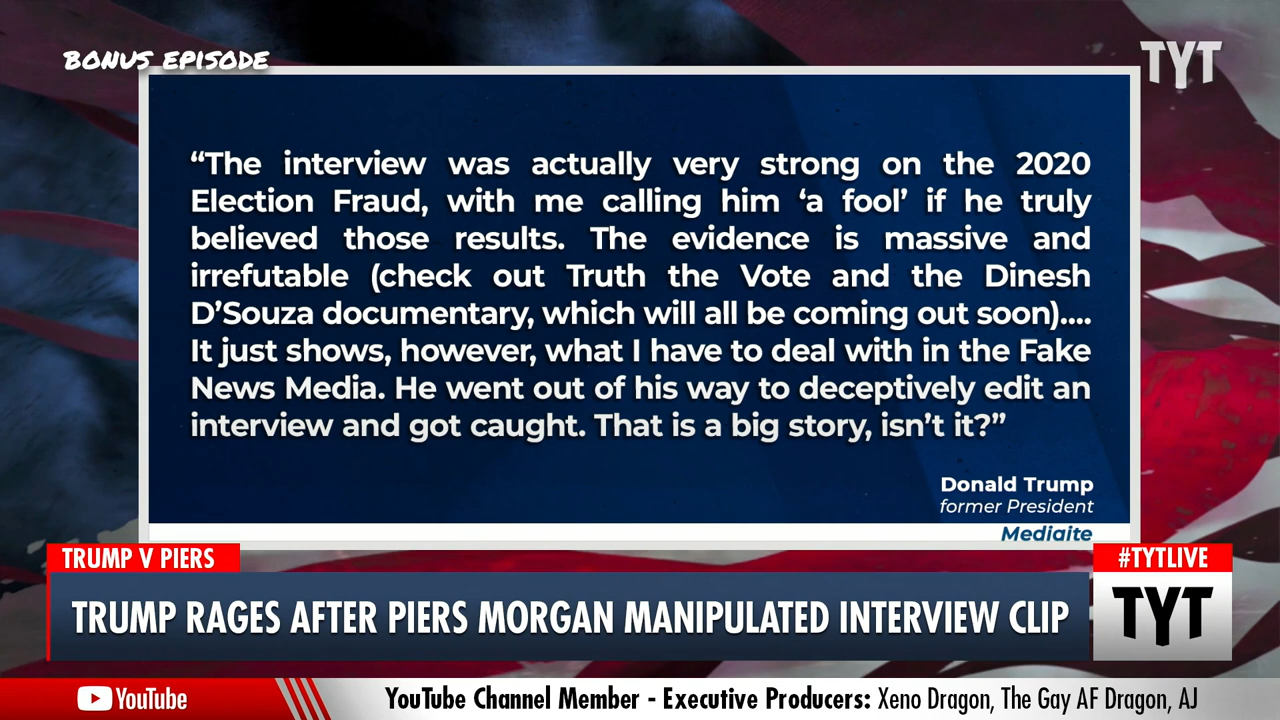 BONUS EPISODE
TYT
“The interview was actually very strong on the 2020
Election Fraud, with me calling him ‘a fool’ if he truly
believed those results. The evidence is massive and
irrefutable (check out Truth the Vote and the Dinesh
D’Souza documentary, which will all be coming out soon)....
It just shows, however, what I have to deal with in the Fake
News Media. He went out of his way to deceptively edit an
interview and got caught. That is a big story, isn’t it?”
Donald Trump
former President
Mediaite
TRUMP V PIERS
#TYTLIVE
TRUMP RAGES AFTER PIERS MORGAN MANIPULATED INTERVIEW CLIP
TYT
YouTube
YouTube Channel Member - Executive Producers: Xeno Dragon, The Gay AF Dragon, AJ